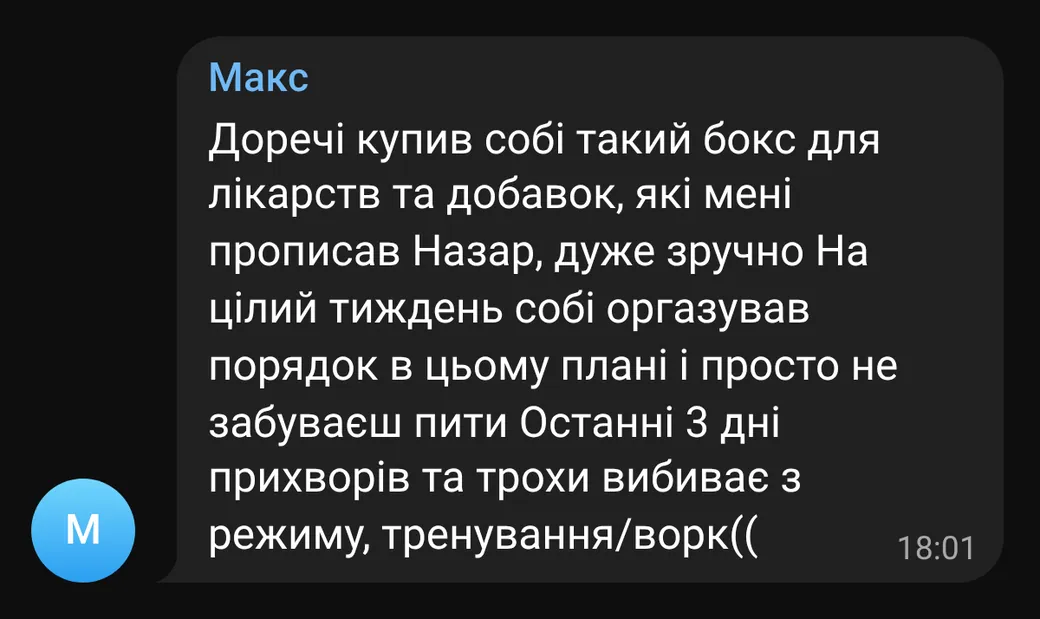 Макс
Доречі купив собі такий бокс для
лікарств та добавок, які мені
прописав Назар, дуже зручно На
цілий тиждень собі оргазував
порядок в цьому плані і просто не
забуваєш пити Останні 3 дні
прихворів та трохи вибиває з
режиму, тренування/ворк((
18:01
М